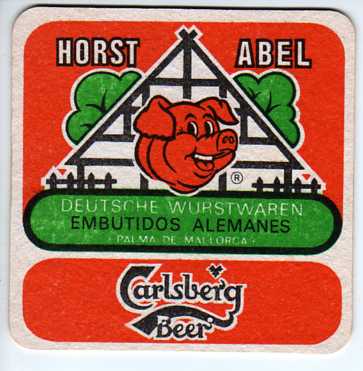 HORST ABEL
®
DEUTSCHE WURSTWAREN
EMBUTIDOS ALEMANES
· PALMA DE MALLORCA ·
Carlsberg
Beer